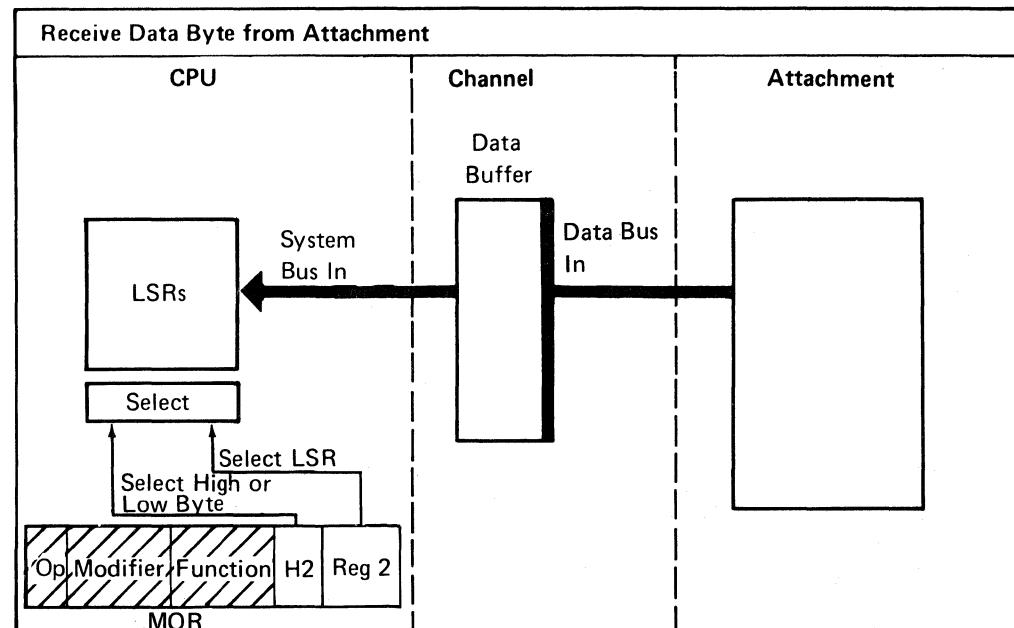 Receive Data Byte from Attachment
CPU
Channel
Attachment
Data
Buffer
System
Bus In
Data Bus
In
LSRs
Select
Select LSR
Select High or
Low Byte
Op Modifier Function H2 Reg 2
MOR